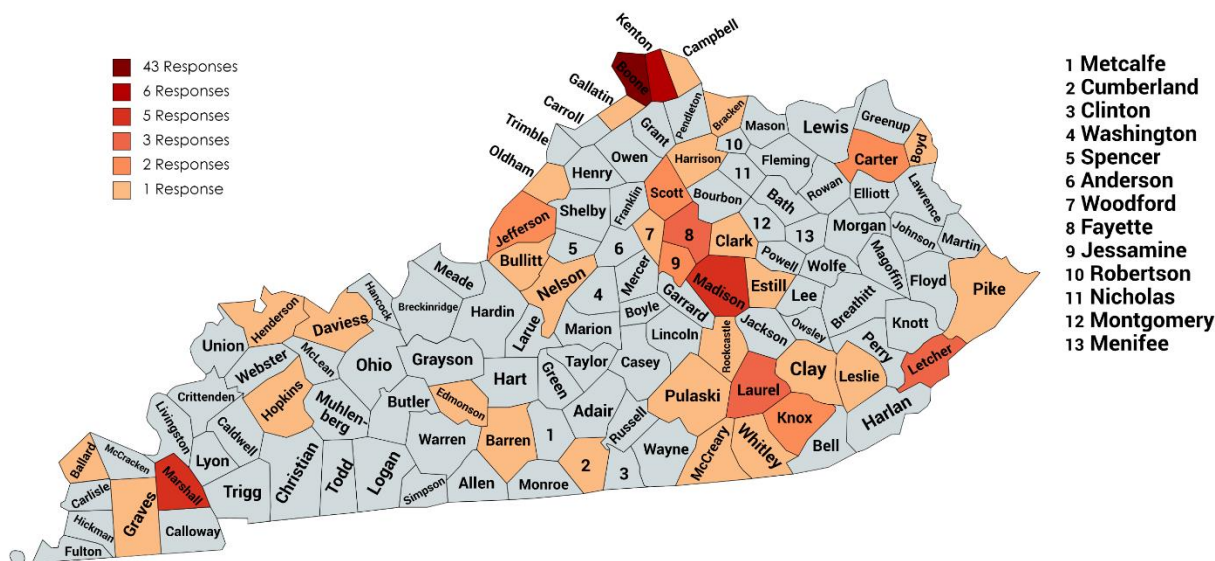 43 Responses
6 Responses
5 Responses
3 Responses
2 Responses
1 Response
Kenton
Campbell
Boone
Gallatin
Carroll
Trimble
Oldham
Grant
Pendleton
Bracken
Mason
Lewis
Greenup
Boyd
Carter
Owen
Henry
Harrison
10
Fleming
Rowan
Elliott
Lawrence
Scott
11
Bath
Bourbon
Franklin
Shelby
Jefferson
Morgan
Johnson
Martin
12
13
8
7
6
5
Clark
Bullitt
Powell
Wolfe
Magoffin
Floyd
Pike
9
Nelson
Mercer
Madison
Estill
Lee
Breathitt
Meade
Hancock
Breckinridge
Hardin
Larue
4
Boyle
Garrard
Knott
Henderson
Daviess
Marion
Lincoln
Jackson
Owsley
Perry
Letcher
Union
Webster
McLean
Ohio
Grayson
Hart
Taylor
Green
Casey
Rockcastle
Clay
Leslie
Crittenden
Hopkins
Muhlen-
berg
Butler
Edmonson
Adair
Pulaski
Laurel
Knox
Harlan
Livingston
Caldwell
Lyon
Warren
Barren
1
Russell
Wayne
Bell
Ballard
McCracken
Marshall
Trigg
Christian
Todd
Logan
Simpson
Allen
Monroe
2
3
McCreary
Whitley
Carlisle
Graves
Calloway
Hickman
Fulton
1 Metcalfe
2 Cumberland
3 Clinton
4 Washington
5 Spencer
6 Anderson
7 Woodford
8 Fayette
9 Jessamine
10 Robertson
11 Nicholas
12 Montgomery
13 Menifee